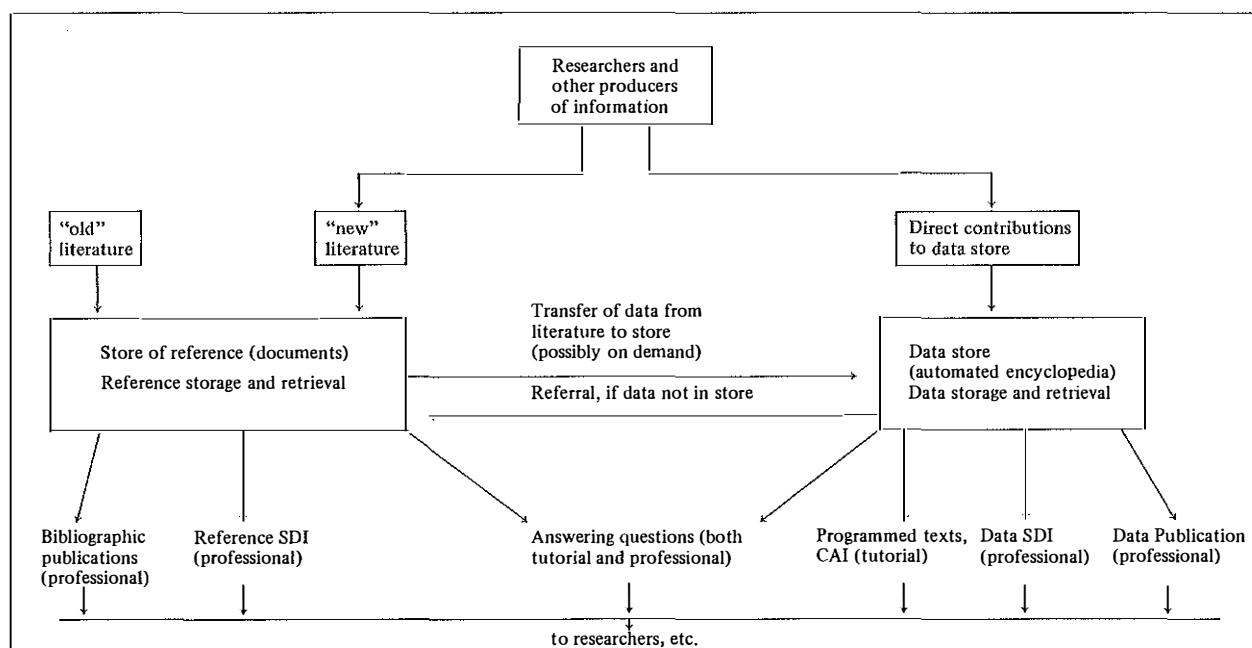 Researchers and
other producers
of information
“old”
literature
“new”
literature
Direct contributions
to data store
Transfer of data from
literature to store
(possibly on demand)
Store of reference (documents)
Reference storage and retrieval
Referral, if data not in store
Data store
(automated encyclopedia)
Data storage and retrieval
Bibliographic
publications
(professional)
Reference SDI
(professional)
Answering questions (both
tutorial and professional)
Programmed texts,
CAI (tutorial)
Data SDI
(professional)
Data Publication
(professional)
to researchers, etc.